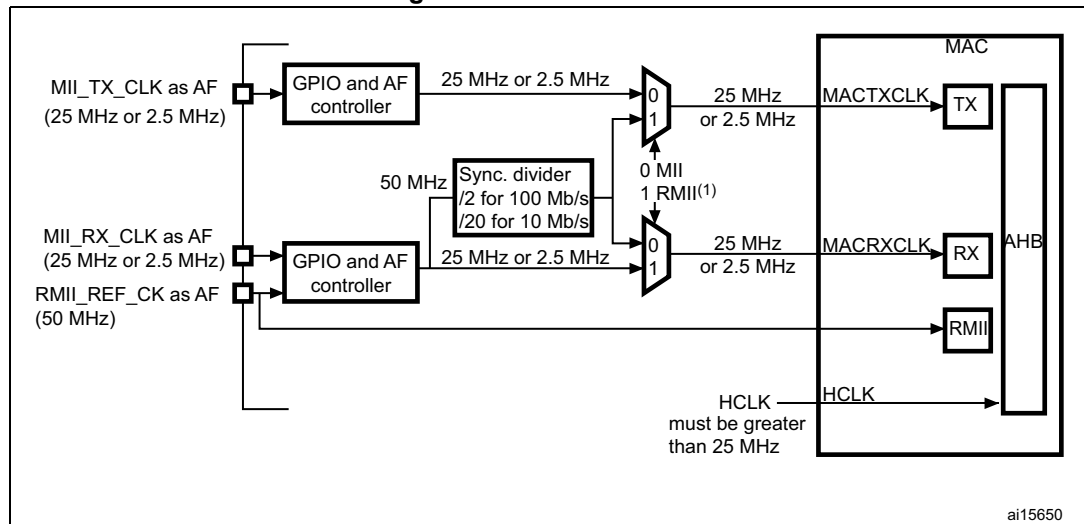 g
MAC
MII_TX_CLK as AF
(25 MHz or 2.5 MHz)
GPIO and AF
controller
25 MHz or 2.5 MHz
0
1
25 MHz
or 2.5 MHz
MACTXCLK
TX
50 MHz
Sync. divider
/2 for 100 Mb/s
/20 for 10 Mb/s
0 MII
1 RMII(1)
MII_RX_CLK as AF
(25 MHz or 2.5 MHz)
RMII_REF_CK as AF
(50 MHz)
GPIO and AF
controller
25 MHz or 2.5 MHz
0
1
25 MHz
or 2.5 MHz
MACRXCLK
RX
AHB
RMII
HCLK
must be greater
than 25 MHz
HCLK
ai15650